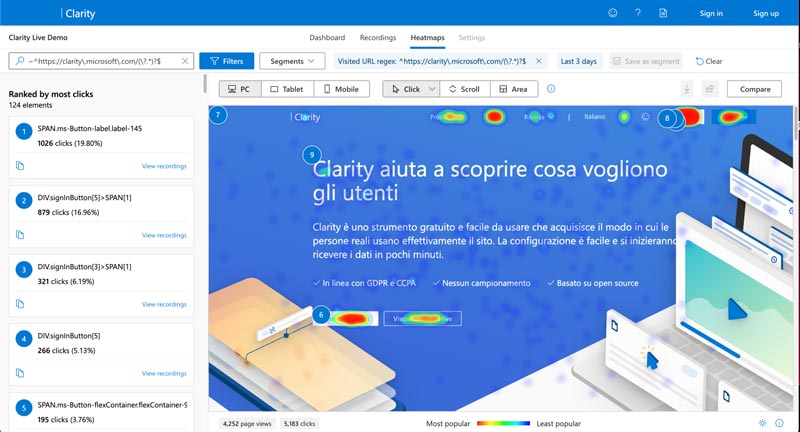 Clarity
Sign in
Sign up
Clarity Live Demo
Dashboard
Recordings
Heatmaps
Settings
~^https://clarity\.microsoft\.com/(\?.*)?$
Filters
Segments
Visited URL regex: ^https://clarity\.microsoft\.com/(\?.*)?$
Last 3 days
Save as segment
Clear
Ranked by most clicks
124 elements
1
SPAN.ms-Button-label.label-145
1026 clicks (19.80%)
View recordings
2
DIV.signInButton[5]>SPAN[1]
879 clicks (16.96%)
View recordings
3
DIV.signInButton[3]>SPAN[1]
321 clicks (6.19%)
View recordings
4
DIV.signInButton[5]
266 clicks (5.13%)
View recordings
5
SPAN.ms-Button-flexContainer.flexContainer-9
195 clicks (3.76%)
PC
Tablet
Mobile
Click
Scroll
Area
Compare
7
Clarity
Italiano
8
9
Clarity aiuta a scoprire cosa vogliono
gli utenti
Clarity è uno strumento gratuito e facile da usare che acquisisce il modo in cui le
persone reali usano effettivamente il sito. La configurazione è facile e si inizieranno
ricevere i dati in pochi minuti.
In linea con GDPR e CCPA
Nessun campionamento
Basato su open source
6
4,252 page views
5,183 clicks
Most popular
Least popular